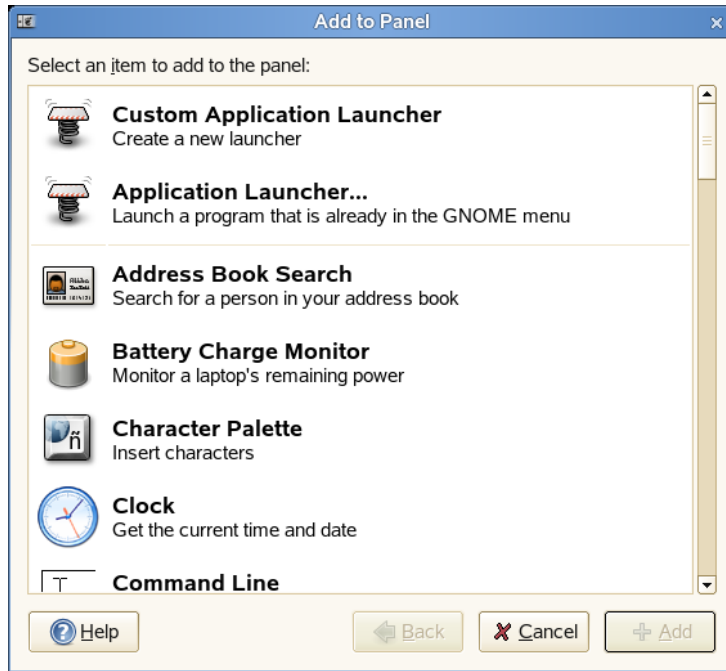 Add to Panel
Select an item to add to the panel:
Custom Application Launcher
Create a new launcher
Application Launcher...
Launch a program that is already in the GNOME menu
Address Book Search
Search for a person in your address book
Battery Charge Monitor
Monitor a laptop's remaining power
ñ
Character Palette
Insert characters
Clock
Get the current time and date
Command Line
Help
Back
Cancel
Add